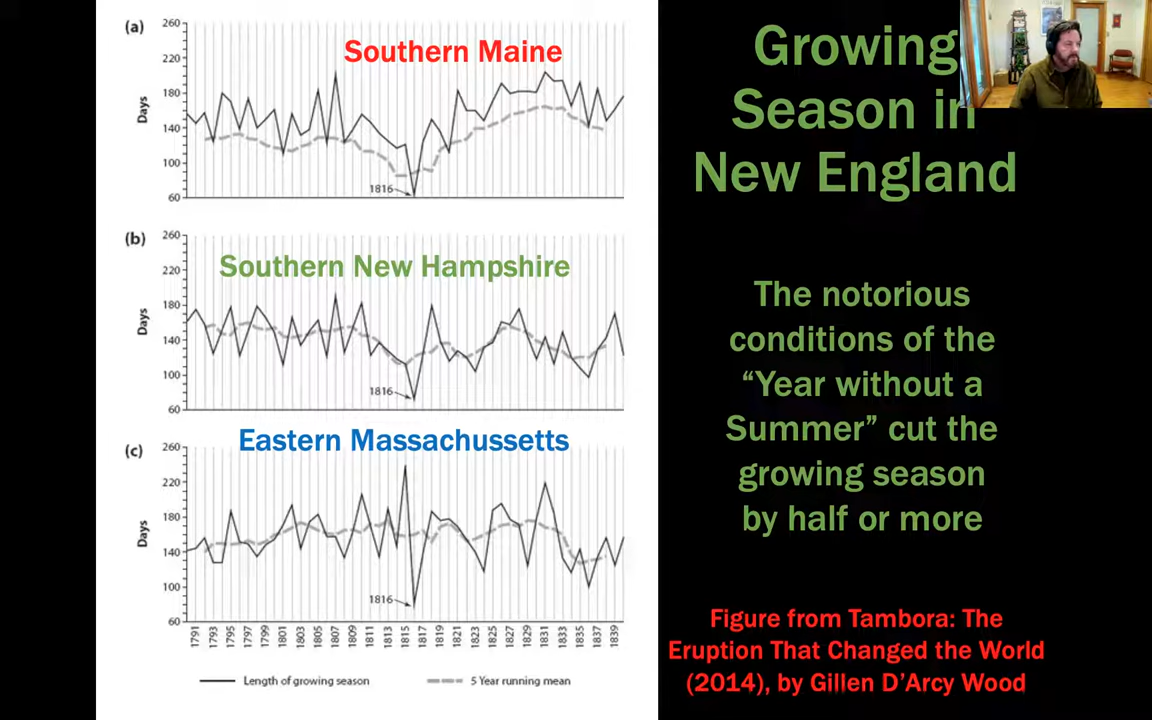 (a)
Southern Maine
260
220
180
140
100
60
Days
1816
(b)
Southern New Hampshire
260
220
180
140
100
60
Days
1816
(c)
Eastern Massachussetts
260
220
180
140
100
60
Days
1816
1791 1793 1795 1797 1799 1801 1803 1805 1807 1809 1811 1813 1815 1817 1819 1821 1823 1825 1827 1829 1831 1833 1835 1837 1839
Length of growing season
5 Year running mean
Growing
Season in
New England
The notorious
conditions of the
“Year without a
Summer” cut the
growing season
by half or more
Figure from Tambora: The
Eruption That Changed the World
(2014), by Gillen D’Arcy Wood